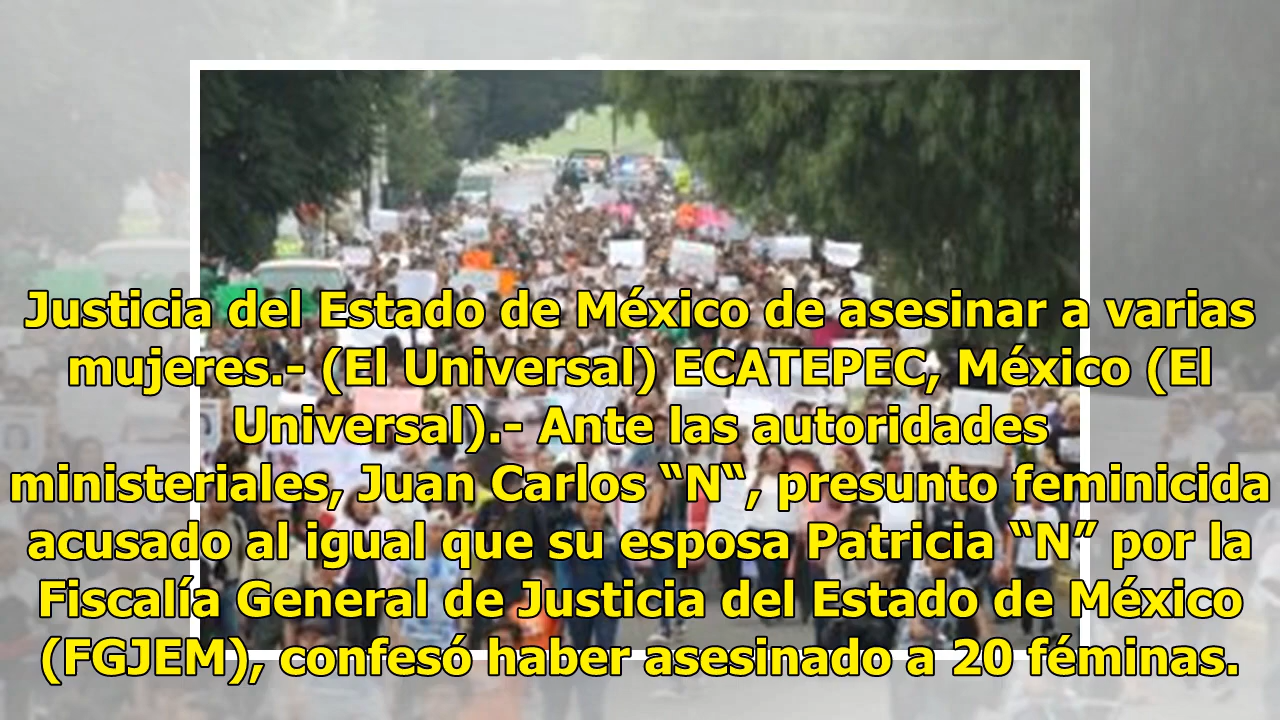 Justicia del Estado de México de asesinar a varias
mujeres.- (El Universal) ECATEPEC, México (El
Universal).- Ante las autoridades
ministeriales, Juan Carlos “N“, presunto feminicida
acusado al igual que su esposa Patricia “N” por la
Fiscalía General de Justicia del Estado de México
(FGJEM), confesó haber asesinado a 20 féminas.